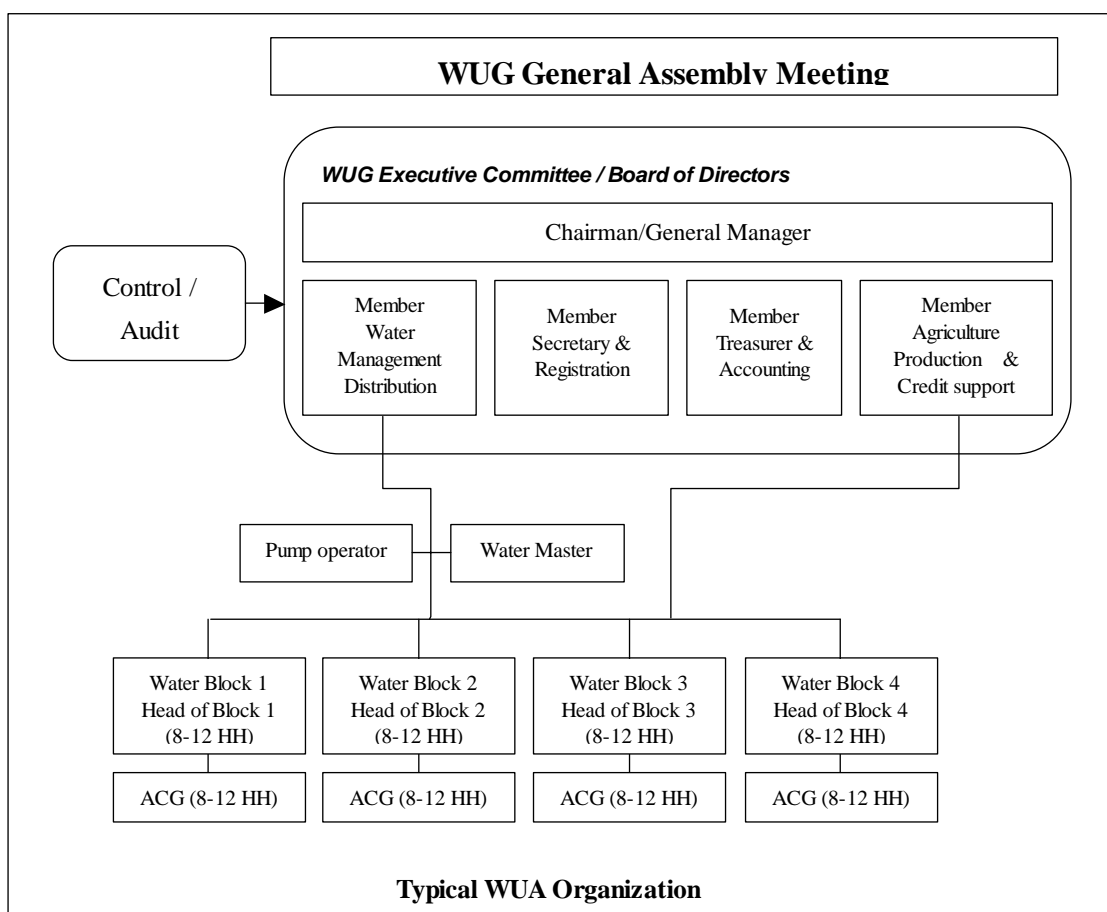 WUG General Assembly Meeting
WUG Executive Committee / Board of Directors
Chairman/General Manager
Control /
Audit
Member
Water
Management
Distribution
Member
Secretary &
Registration
Member
Treasurer &
Accounting
Member
Agriculture
Production &
Credit support
Pump operator
Water Master
Water Block 1
Head of Block 1
(8-12 HH)
Water Block 2
Head of Block 2
(8-12 HH)
Water Block 3
Head of Block 3
(8-12 HH)
Water Block 4
Head of Block 4
(8-12 HH)
ACG (8-12 HH)
ACG (8-12 HH)
ACG (8-12 HH)
ACG (8-12 HH)
Typical WUA Organization